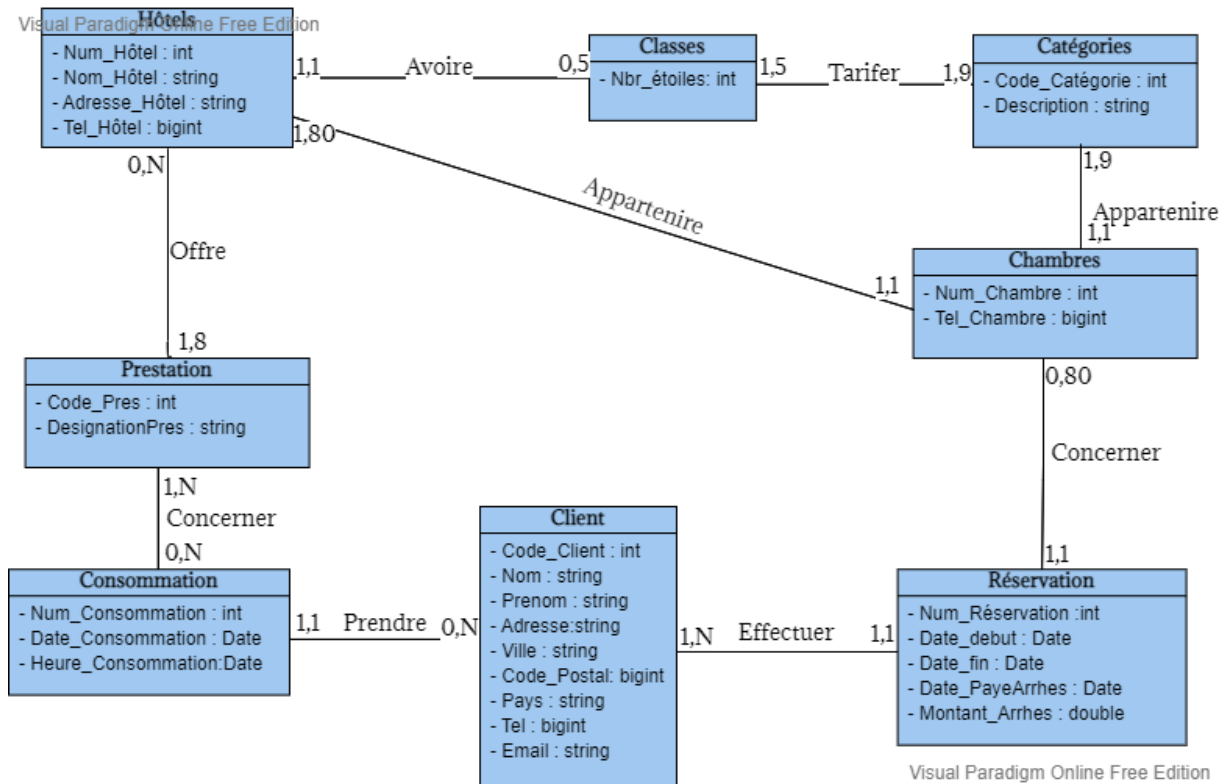 Visual Paradigm Online Free Edition
Hôtels
- Num_Hôtel : int
- Nom_Hôtel : string
- Adresse_Hôtel : string
- Tel_Hôtel : bigint
1,1
Avoire
0,5
Classes
- Nbr_étoiles: int
1,5
Tarifer
1,9
Catégories
- Code_Catégorie : int
- Description : string
1,80
0,N
Appartenire
1,9
Appartenire
1,1
Offre
1,1
Chambres
- Num_Chambre : int
- Tel_Chambre : bigint
1,8
Prestation
- Code_Pres : int
- DesignationPres : string
0,80
Concerner
1,N
Concerner
0,N
Consommation
- Num_Consommation : int
- Date_Consommation : Date
- Heure_Consommation:Date
1,1
Prendre
0,N
Client
- Code_Client : int
- Nom : string
- Prenom : string
- Adresse:string
- Ville : string
- Code_Postal: bigint
- Pays : string
- Tel : bigint
- Email : string
1,N
Effectuer
1,1
1,1
Réservation
- Num_Réservation :int
- Date_debut : Date
- Date_fin : Date
- Date_PayeArrhes : Date
- Montant_Arrhes : double
Visual Paradigm Online Free Edition